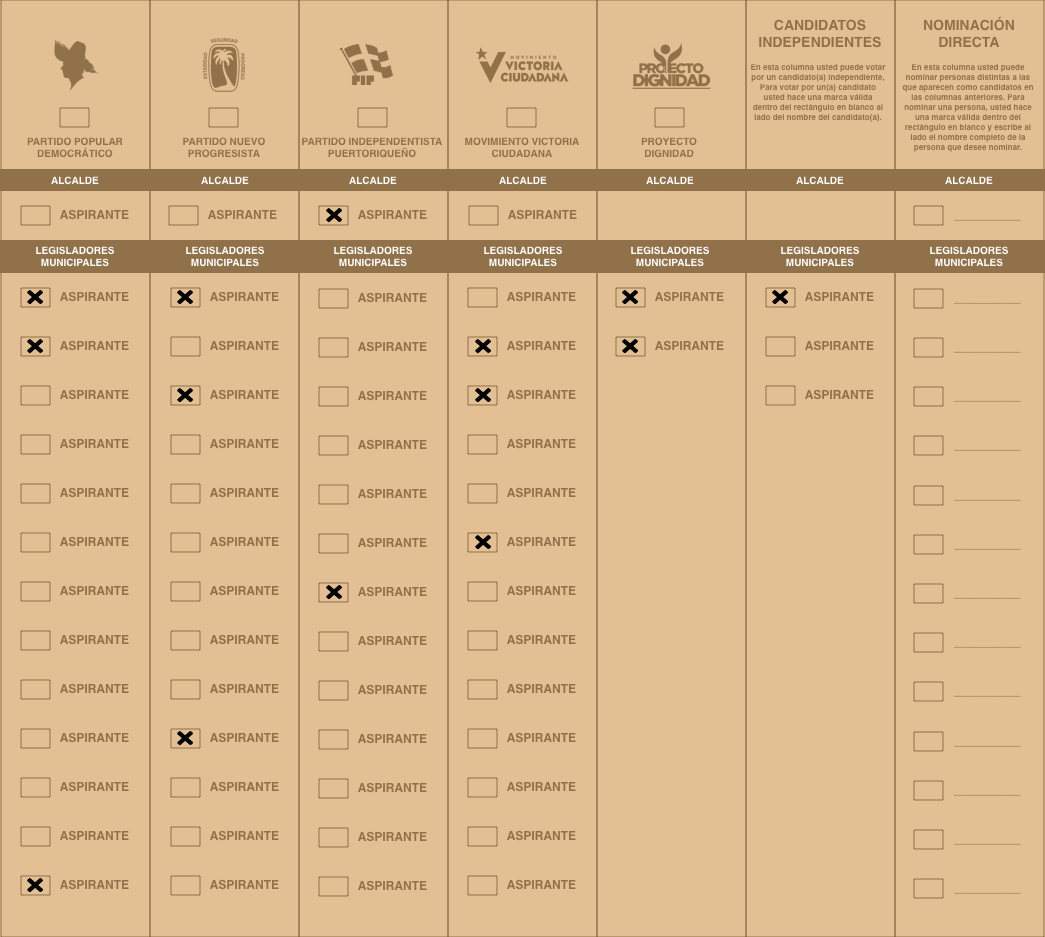 CANDIDATOS
INDEPENDIENTES
En esta columna usted puede votar
por un candidato(a) independiente,
Para votar por un(a) candidato
usted hace una marca válida
dentro del rectángulo en blanco al
lado del nombre del candidato(a).
NOMINACIÓN
DIRECTA
En esta columna usted puede
nominar personas distintas a las
que aparecen como candidatos en
las columnas anteriores. Para
nominar una persona, usted hace
una marca válida dentro del
rectángulo en blanco y escribe al
lado el nombre completo de la
persona que desee nominar.
SEGURIDAD
ESTADIDAD
PROGRESO
PIP
MOVIMIENTO
VICTORIA
CIUDADANA
PROYECTO
DIGNIDAD
PARTIDO POPULAR
DEMOCRÁTICO
PARTIDO NUEVO
PROGRESISTA
PARTIDO INDEPENDENTISTA
PUERTORIQUEÑO
MOVIMIENTO VICTORIA
CIUDADANA
PROYECTO
DIGNIDAD
ALCALDE ALCALDE ALCALDE ALCALDE ALCALDE ALCALDE ALCALDE
ASPIRANTE ASPIRANTE ASPIRANTE ASPIRANTE
LEGISLADORES LEGISLADORES LEGISLADORES LEGISLADORES LEGISLADORES LEGISLADORES LEGISLADORES
MUNICIPALES MUNICIPALES MUNICIPALES MUNICIPALES MUNICIPALES MUNICIPALES MUNICIPALES
ASPIRANTE ASPIRANTE ASPIRANTE ASPIRANTE ASPIRANTE ASPIRANTE
ASPIRANTE ASPIRANTE ASPIRANTE ASPIRANTE ASPIRANTE ASPIRANTE
ASPIRANTE ASPIRANTE ASPIRANTE ASPIRANTE ASPIRANTE
ASPIRANTE ASPIRANTE ASPIRANTE ASPIRANTE
ASPIRANTE ASPIRANTE ASPIRANTE ASPIRANTE
ASPIRANTE ASPIRANTE ASPIRANTE ASPIRANTE
ASPIRANTE ASPIRANTE ASPIRANTE ASPIRANTE
ASPIRANTE ASPIRANTE ASPIRANTE ASPIRANTE
ASPIRANTE ASPIRANTE ASPIRANTE ASPIRANTE
ASPIRANTE ASPIRANTE ASPIRANTE ASPIRANTE
ASPIRANTE ASPIRANTE ASPIRANTE ASPIRANTE
ASPIRANTE ASPIRANTE ASPIRANTE ASPIRANTE
ASPIRANTE ASPIRANTE ASPIRANTE ASPIRANTE